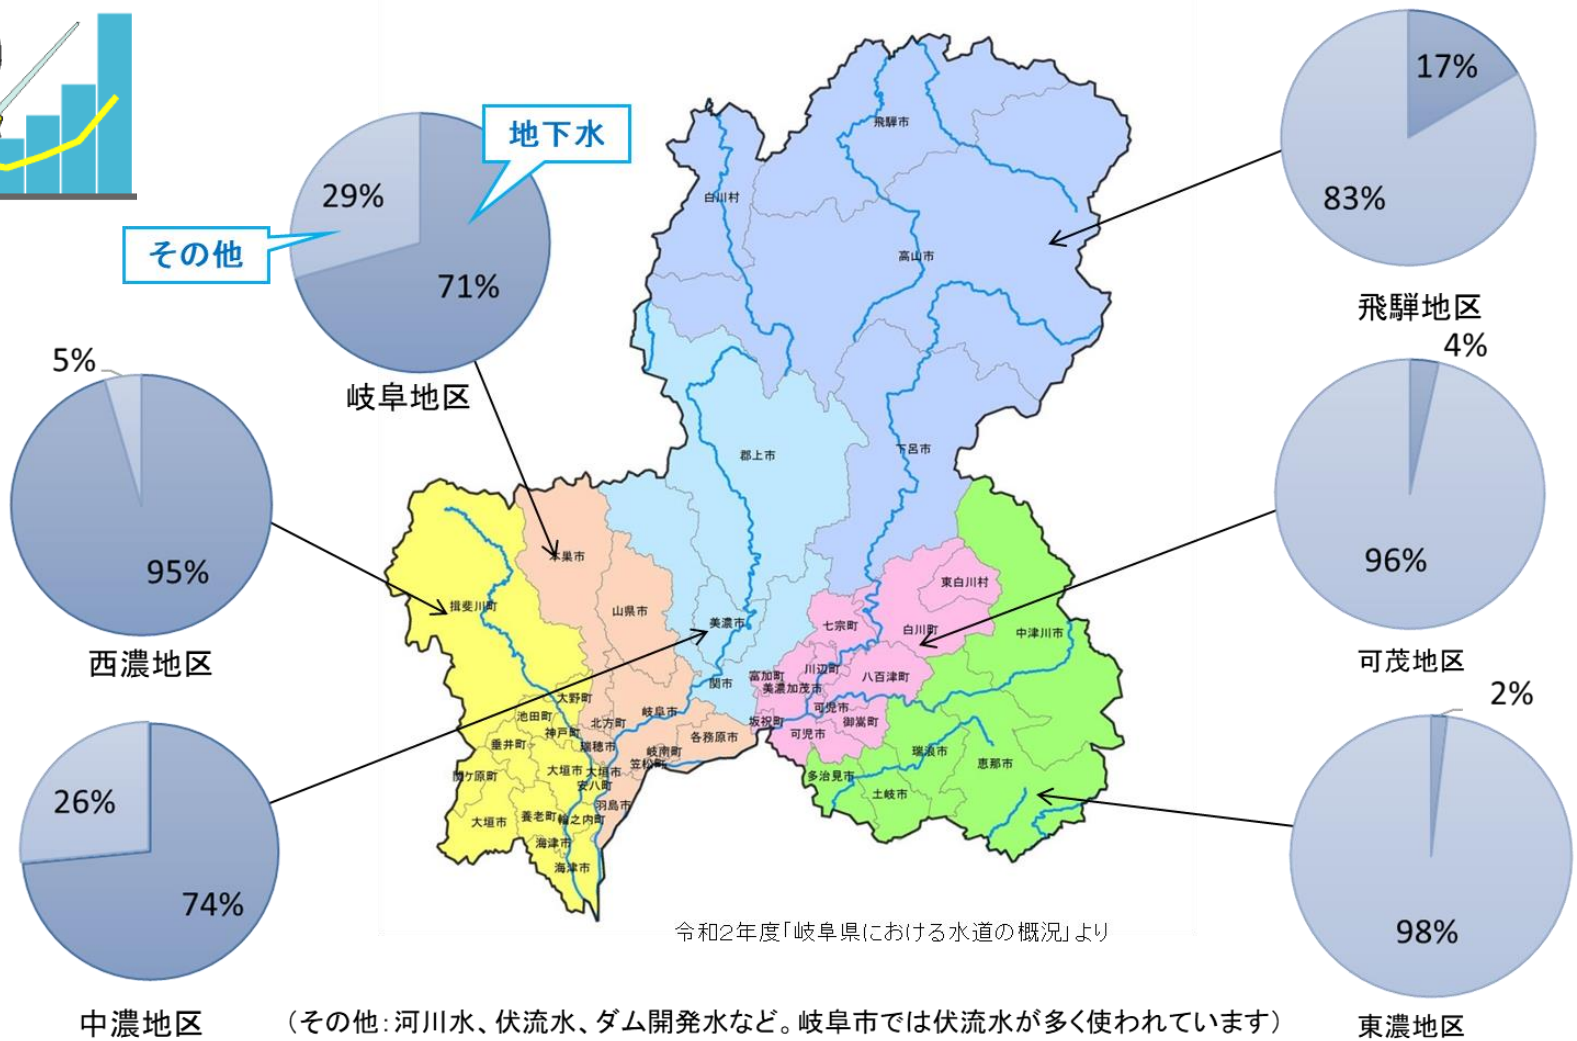 17%
83%
飛騨地区
地下水
29%
その他
71%
岐阜地区
5%
95%
西濃地区
4%
96%
可茂地区
26%
74%
中濃地区
2%
98%
東濃地区
飛騨市
白川村
高山市
郡上市
下呂市
本巣市
揖斐川町
山県市
美濃市
関市
東白川村
七宗町
白川町
中津川市
川辺町
富加町
美濃加茂市
八百津町
可児市
坂祝町
御嵩町
可児市
大野町
池田町
神戸町
北方町
岐阜市
各務原市
垂井町
瑞穂市
岐南町
笠松町
関ケ原町
大垣市
大垣市
安八町
羽島市
大垣市
養老町
輪之内町
海津市
海津市
多治見市
土岐市
瑞浪市
恵那市
令和2年度「岐阜県における水道の概況」より
（その他：河川水、伏流水、ダム開発水など。岐阜市では伏流水が多く使われています）